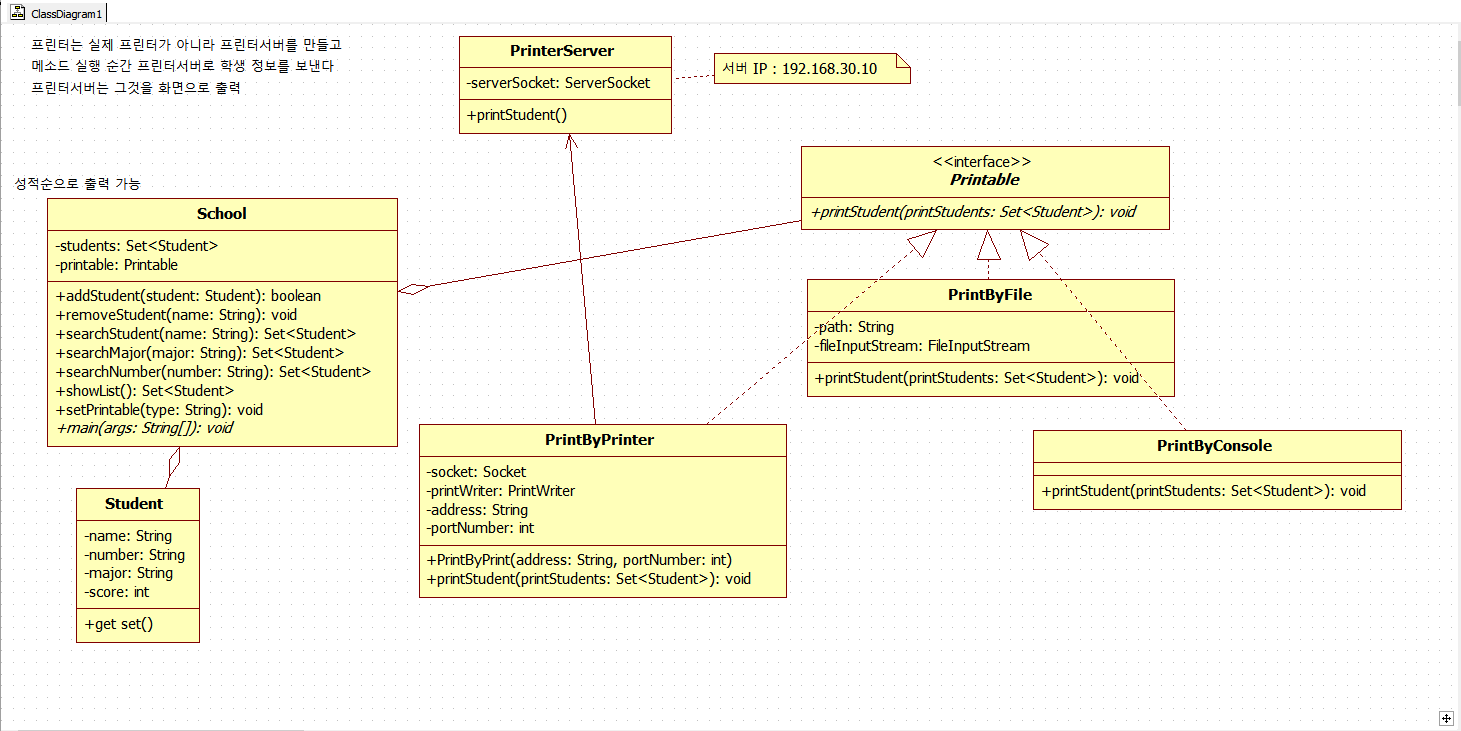 ClassDiagram1
프린터는 실제 프린터가 아니라 프린터서버를 만들고
메소드 실행 순간 프린터서버로 학생 정보를 보낸다
프린터서버는 그것을 화면으로 출력
PrinterServer
-serverSocket: ServerSocket
+printStudent()
서버 IP : 192.168.30.10
<<interface>>
Printable
+printStudent(printStudents: Set<Student>): void
성적순으로 출력 가능
School
-students: Set<Student>
-printable: Printable
+addStudent(student: Student): boolean
+removeStudent(name: String): void
+searchStudent(name: String): Set<Student>
+searchMajor(major: String): Set<Student>
+searchNumber(number: String): Set<Student>
+showList(): Set<Student>
+setPrintable(type: String): void
+main(args: String[]): void
PrintByFile
-path: String
-fileInputStream: FileInputStream
+printStudent(printStudents: Set<Student>): void
PrintByPrinter
-socket: Socket
-printWriter: PrintWriter
-address: String
-portNumber: int
+PrintByPrint(address: String, portNumber: int)
+printStudent(printStudents: Set<Student>): void
PrintByConsole
+printStudent(printStudents: Set<Student>): void
Student
-name: String
-number: String
-major: String
-score: int
+get set()